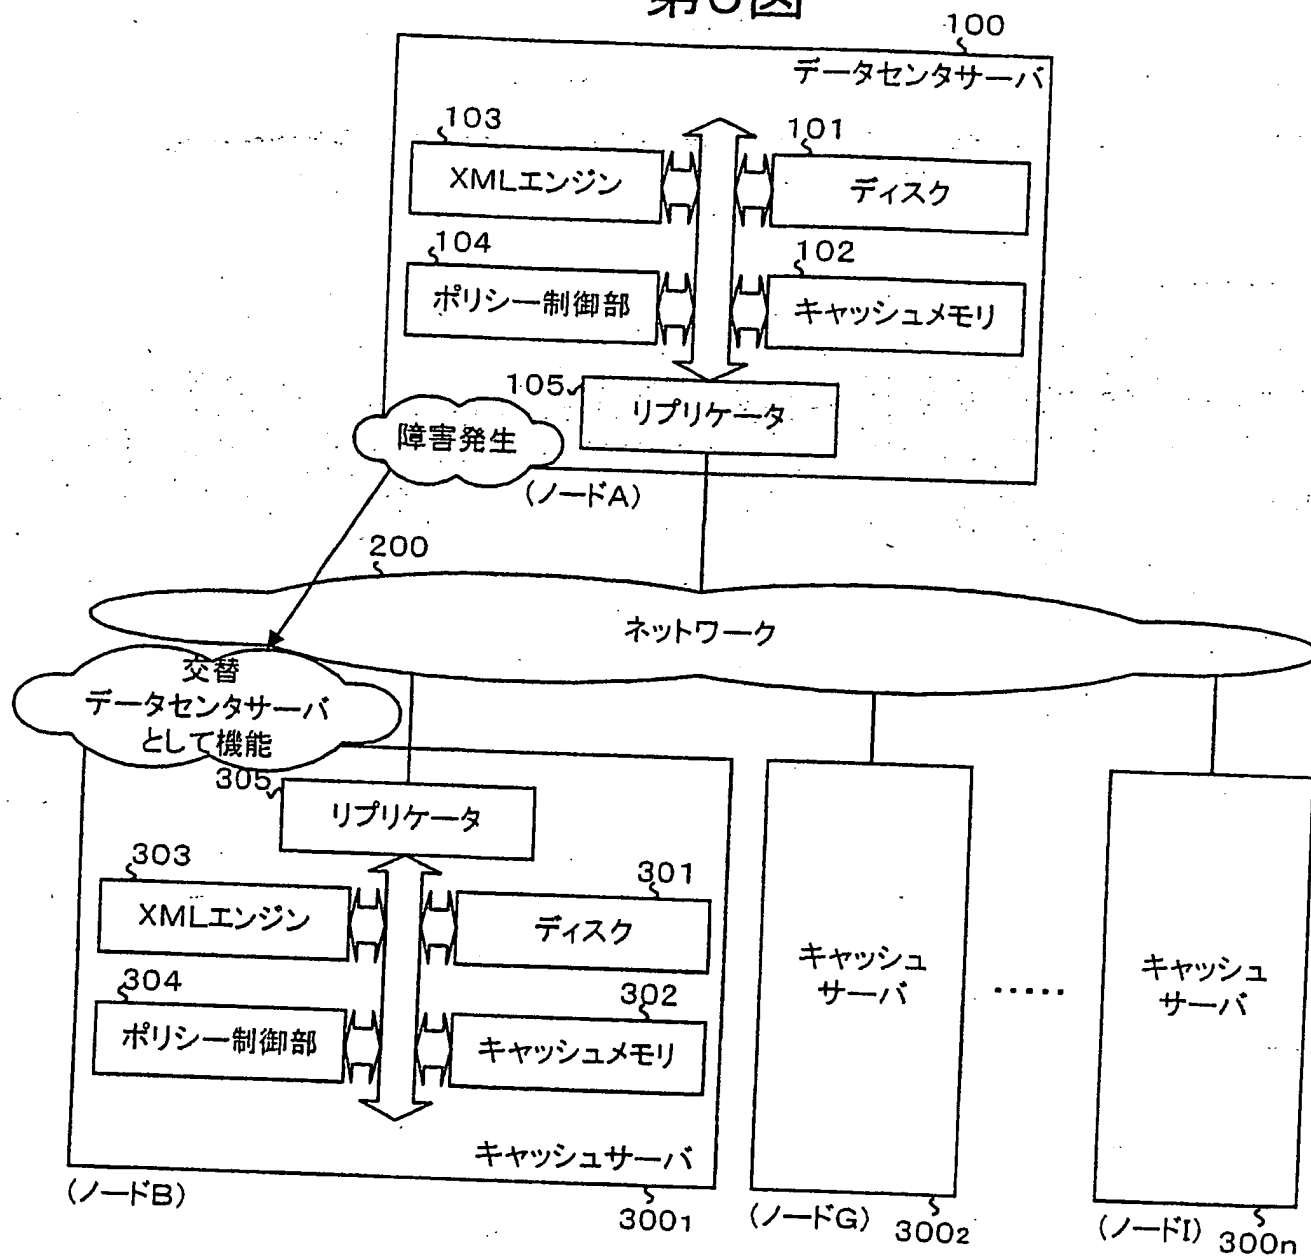 100
データセンタサーバ
103
XMLエンジン
101
ディスク
104
ポリシー制御部
102
キャッシュメモリ
105
リプリケータ
障害発生
(ノードA)
200
ネットワーク
交替
データセンタサーバ
として機能
305
リプリケータ
303
XMLエンジン
301
ディスク
304
ポリシー制御部
302
キャッシュメモリ
キャッシュサーバ
(ノードB)
300₁
キャッシュ
サーバ
(ノードG)
300₂
.....
キャッシュ
サーバ
(ノードI)
300n